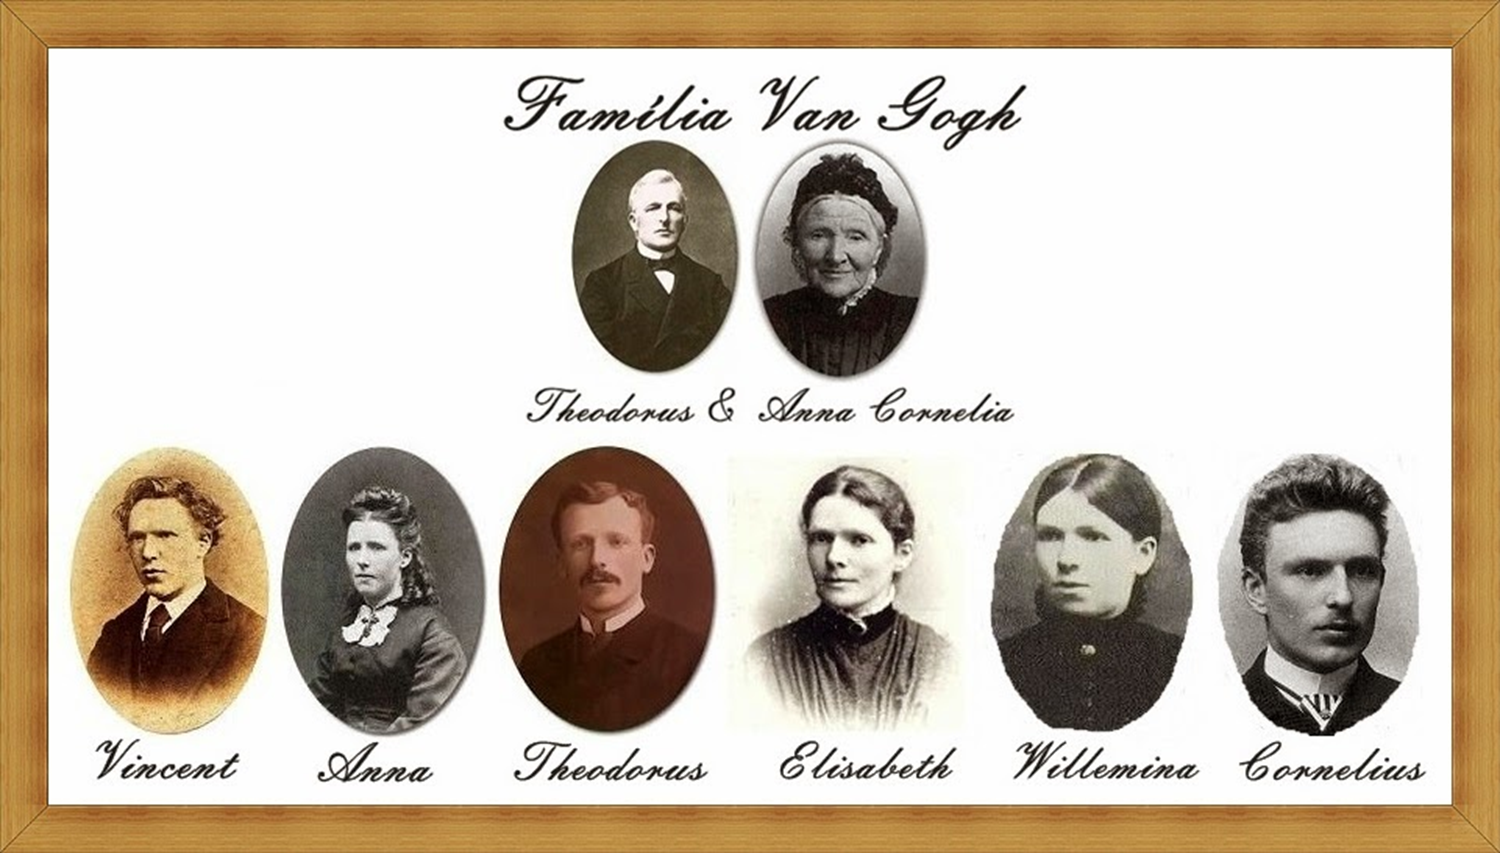 Família Van Gogh
Theodorus & Anna Cornelia
Vincent Anna Theodorus Elisabeth Willemina Cornelius